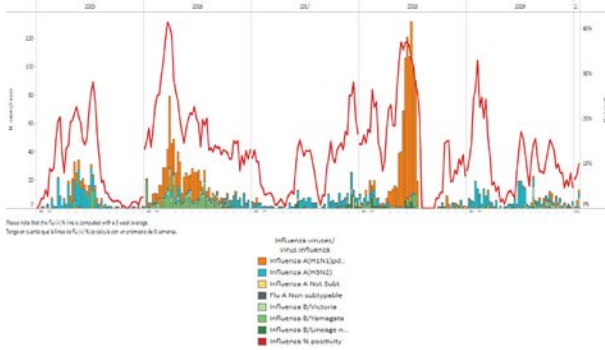 2015 2016 2017 2018 2019
120
100
80
60
40
20
0
40%
30%
20%
10%
0%
Please note that the flu (+) % line is computed with a 3-week average.
Tenga en cuenta que la línea de flu (+) % se calcula con un promedio de 3 semanas.
Influenza viruses/
Virus influenza
Influenza A(H1N1)pd..
Influenza A(H3N2)
Influenza A Not Subt
Flu A Non subtypable
Influenza B/Victoria
Influenza B/Yamagata
Influenza B/Lineage n...
Influenza % positivity